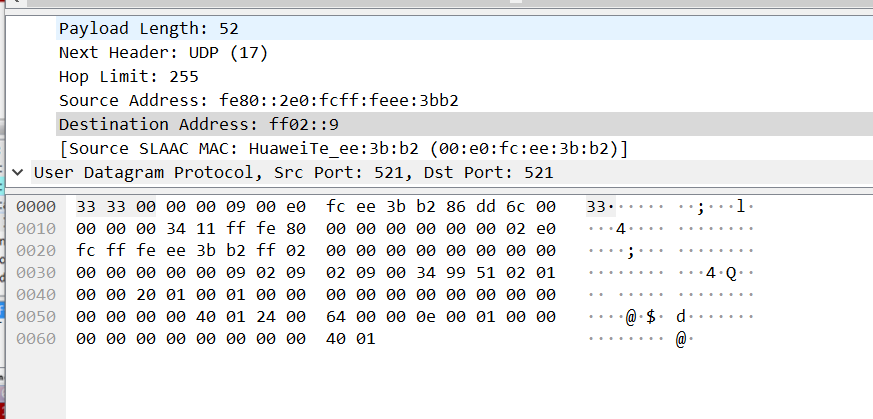 Payload Length: 52
Next Header: UDP (17)
Hop Limit: 255
Source Address: fe80::2e0:fcff:feee:3bb2
Destination Address: ff02::9
[Source SLAAC MAC: HuaweiTe_ee:3b:b2 (00:e0:fc:ee:3b:b2)]
User Datagram Protocol, Src Port: 521, Dst Port: 521
0000 33 33 00 00 00 09 00 e0 fc ee 3b b2 86 dd 6c 00 33······ ··;···l·
0010 00 00 00 34 11 ff fe 80 00 00 00 00 00 00 02 e0 ···4···· ········
0020 fc ff fe ee 3b b2 ff 02 00 00 00 00 00 00 00 00 ····;··· ········
0030 00 00 00 00 00 09 02 09 02 09 00 34 99 51 02 01 ········ ···4·Q··
0040 00 00 20 01 00 01 00 00 00 00 00 00 00 00 00 00 ·· ····· ········
0050 00 00 00 00 40 01 24 00 64 00 00 0e 00 01 00 00 ····@·$· d·······
0060 00 00 00 00 00 00 00 00 40 01 ········ @·